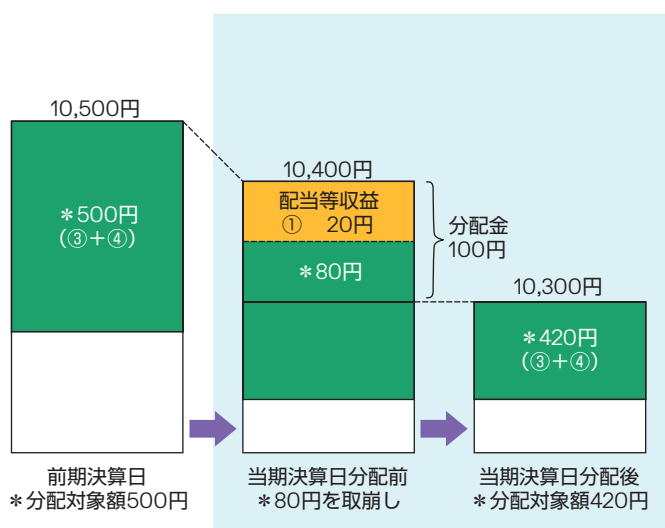 10,500円
＊500円
（③＋④）
前期決算日
＊分配対象額500円
10,400円
配当等収益
① 20円
＊80円
分配金
100円
当期決算日分配前
＊80円を取崩し
10,300円
＊420円
（③＋④）
当期決算日分配後
＊分配対象額420円